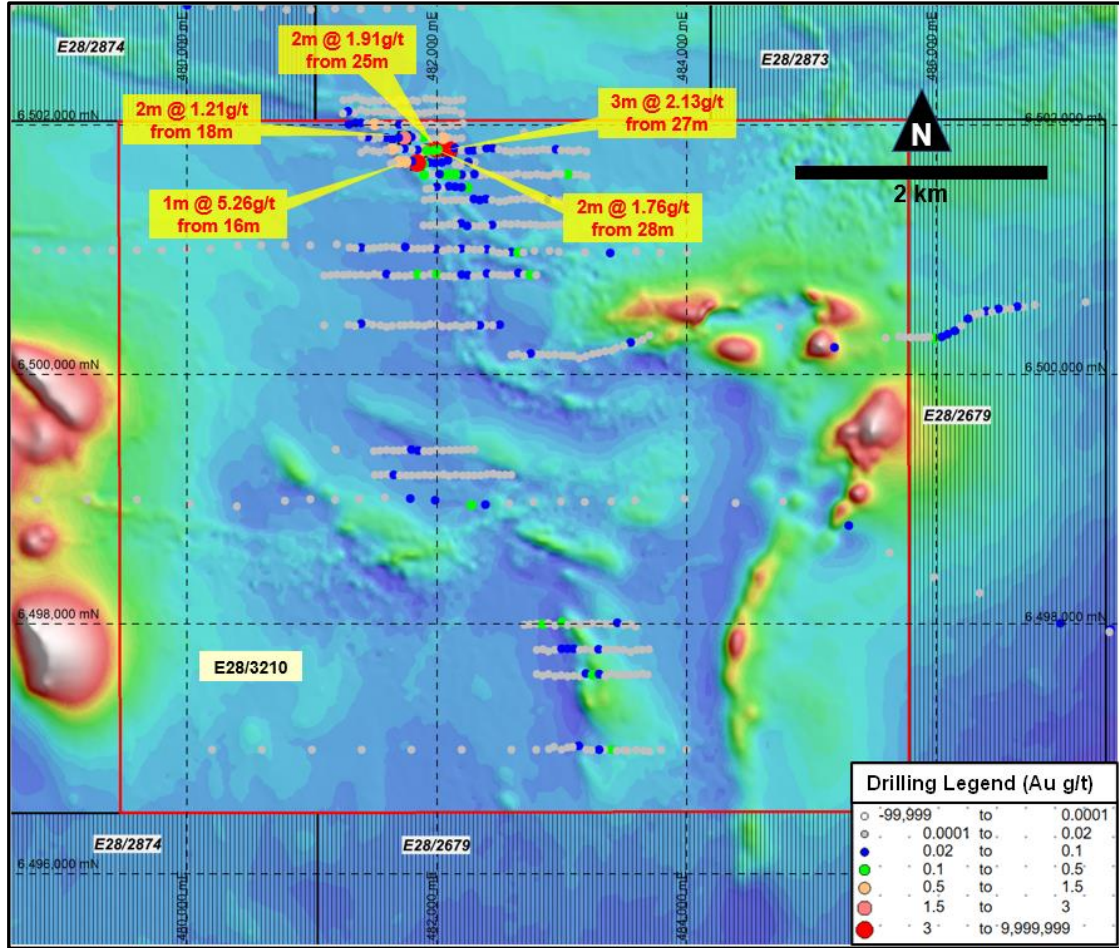 E28/2874
480,000 mE
482,000 mE
484,000 mE
486,000 mE
E28/2873
2m @ 1.91g/t
from 25m
2m @ 1.21g/t
from 18m
3m @ 2.13g/t
from 27m
6,502,000 mN
6,502,000 mN
N
2 km
1m @ 5.26g/t
from 16m
2m @ 1.76g/t
from 28m
6,500,000 mN
6,500,000 mN
E28/2679
6,498,000 mN
6,498,000 mN
E28/3210
Drilling Legend (Au g/t)
-99,999 to 0.0001
0.0001 to 0.02
0.02 to 0.1
0.1 to 0.5
0.5 to 1.5
1.5 to 3
3 to 9,999,999
E28/2874
E28/2679
6,496,000 mN
480,000 mE
482,000 mE
484,000 mE